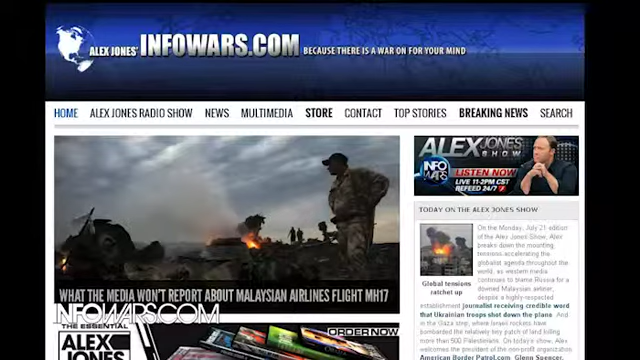 ALEX JONES' INFOWARS.COM BECAUSE THERE IS A WAR ON FOR YOUR MIND
HOME ALEX JONES RADIO SHOW NEWS MULTIMEDIA STORE CONTACT TOP STORIES BREAKING NEWS SEARCH
ALEX JONES
SHOW
INFO WARS
LISTEN NOW
LIVE 11-3PM CST
REFEED 24/7
WHAT THE MEDIA WON'T REPORT ABOUT MALAYSIAN AIRLINES FLIGHT MH17
INFOWARS.COM
THE ESSENTIAL
ALEX
JONES
ORDER NOW
TODAY ON THE ALEX JONES SHOW
On the Monday, July 21 edition
of the Alex Jones Show, Alex
breaks down the mounting
tension, accelerating the
globalist agenda throughout the
world, as western media
continues to blame Russia for a
downed Malaysian airliner,
despite a highly-respected
Global tensions
ratchet up
establishment journalist receiving credible word
that Ukrainian troops shot down the plane. And
in the Gaza strip, where Israeli rockets have
bombarded the relatively tiny patch of land killing
more than 500 Palestinians. On today's show, Alex
welcomes the president of the non-profit organization
American Border Patrol.com, Glenn Spencer,